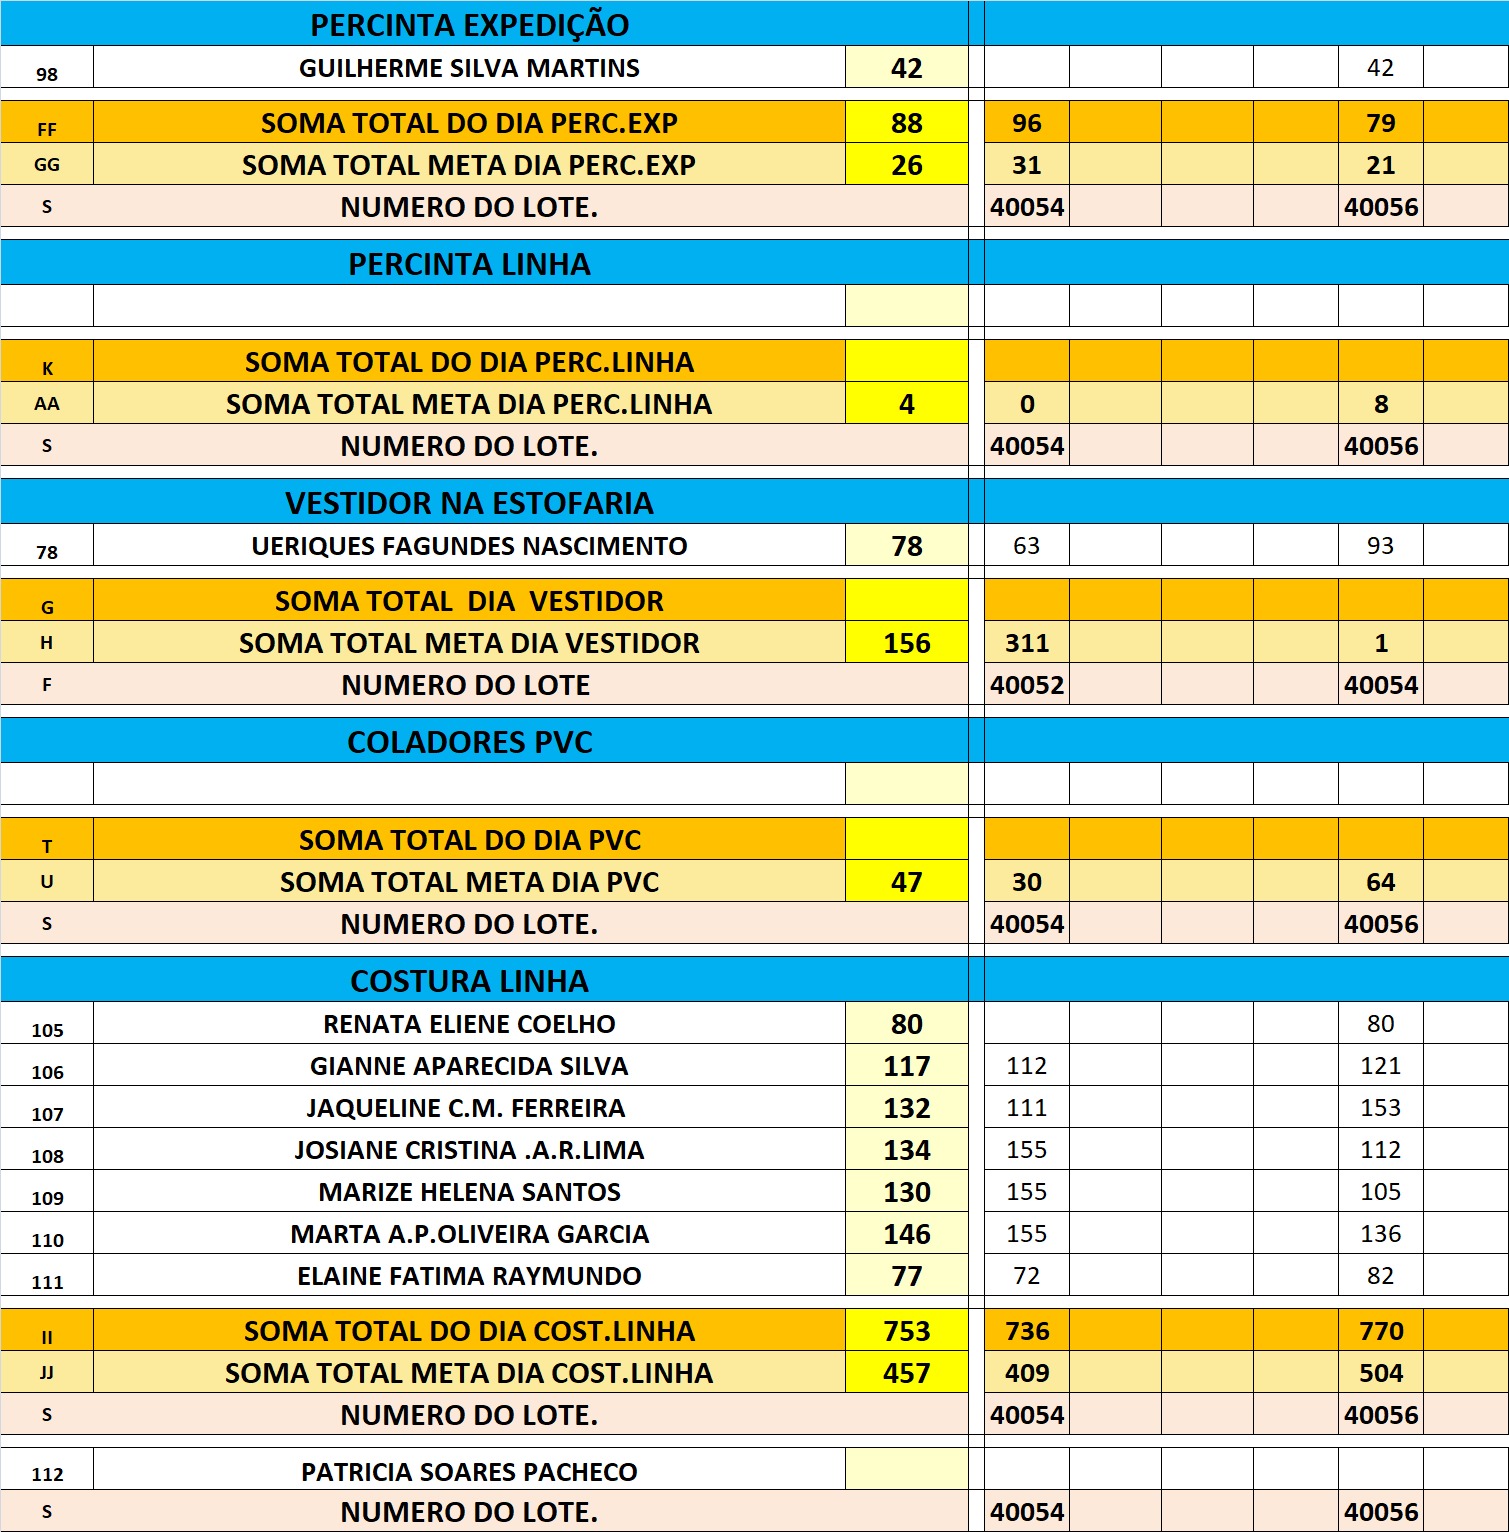 PERCINTA EXPEDIÇÃO
98 GUILHERME SILVA MARTINS 42 42
FF SOMA TOTAL DO DIA PERC.EXP 88 96 79
GG SOMA TOTAL META DIA PERC.EXP 26 31 21
S NUMERO DO LOTE. 40054 40056
PERCINTA LINHA
K SOMA TOTAL DO DIA PERC.LINHA
AA SOMA TOTAL META DIA PERC.LINHA 4 0 8
S NUMERO DO LOTE. 40054 40056
VESTIDOR NA ESTOFARIA
78 UERIQUES FAGUNDES NASCIMENTO 78 63 93
G SOMA TOTAL DIA VESTIDOR
H SOMA TOTAL META DIA VESTIDOR 156 311 1
F NUMERO DO LOTE 40052 40054
COLADORES PVC
T SOMA TOTAL DO DIA PVC
U SOMA TOTAL META DIA PVC 47 30 64
S NUMERO DO LOTE. 40054 40056
COSTURA LINHA
105 RENATA ELIENE COELHO 80 80
106 GIANNE APARECIDA SILVA 117 112 121
107 JAQUELINE C.M. FERREIRA 132 111 153
108 JOSIANE CRISTINA .A.R.LIMA 134 155 112
109 MARIZE HELENA SANTOS 130 155 105
110 MARTA A.P.OLIVEIRA GARCIA 146 155 136
111 ELAINE FATIMA RAYMUNDO 77 72 82
II SOMA TOTAL DO DIA COST.LINHA 753 736 770
JJ SOMA TOTAL META DIA COST.LINHA 457 409 504
S NUMERO DO LOTE. 40054 40056
112 PATRICIA SOARES PACHECO
S NUMERO DO LOTE. 40054 40056